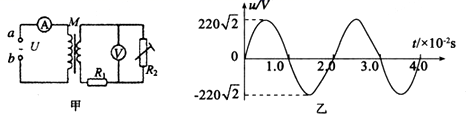 a
b
U
A
M
V
R₁
R₂
甲
u/V
220√2
0
-220√2
1.0
2.0
3.0
4.0
t/×10⁻²s
乙